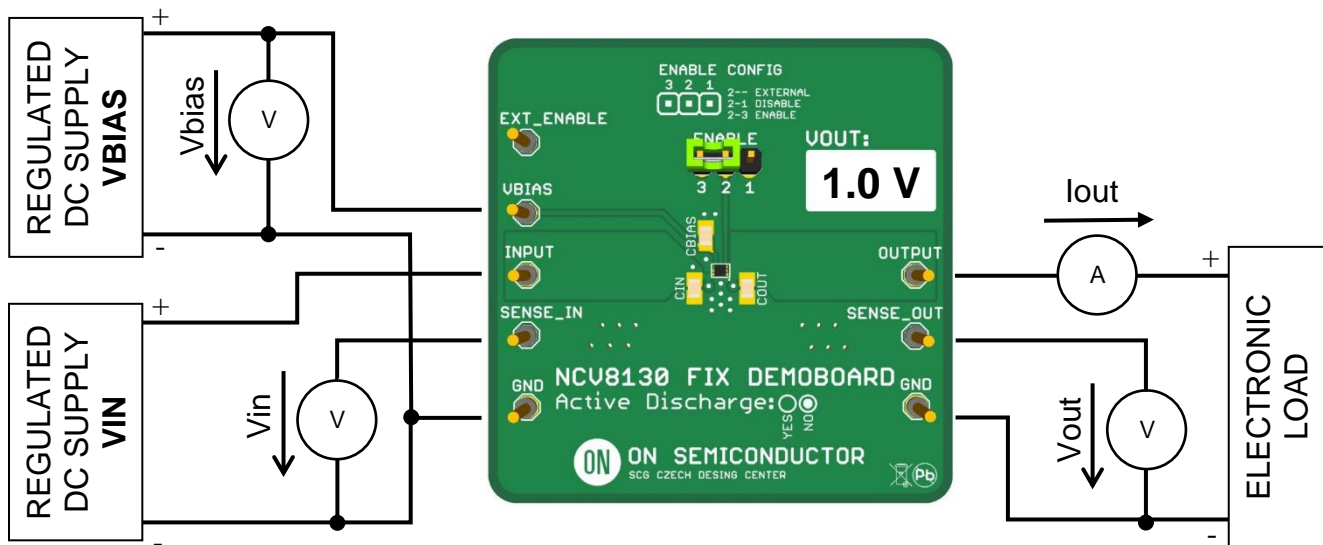 REGULATED
DC SUPPLY
VBIAS
+
-
Vbias
V
REGULATED
DC SUPPLY
VIN
+
-
Vin
V
ENABLE CONFIG
3 2 1
2-- EXTERNAL
2-1 DISABLE
2-3 ENABLE
EXT_ENABLE
ENABLE
3 2 1
VOUT:
1.0 V
VBIAS
CBIAS
INPUT
OUTPUT
CIN
COUT
SENSE_IN
SENSE_OUT
NCV8130 FIX DEMOBOARD
GND
GND
Active Discharge:
YES
NO
ON
ON SEMICONDUCTOR
SCG CZECH DESING CENTER
Pb
Iout
A
+
-
Vout
V
ELECTRONIC
LOAD